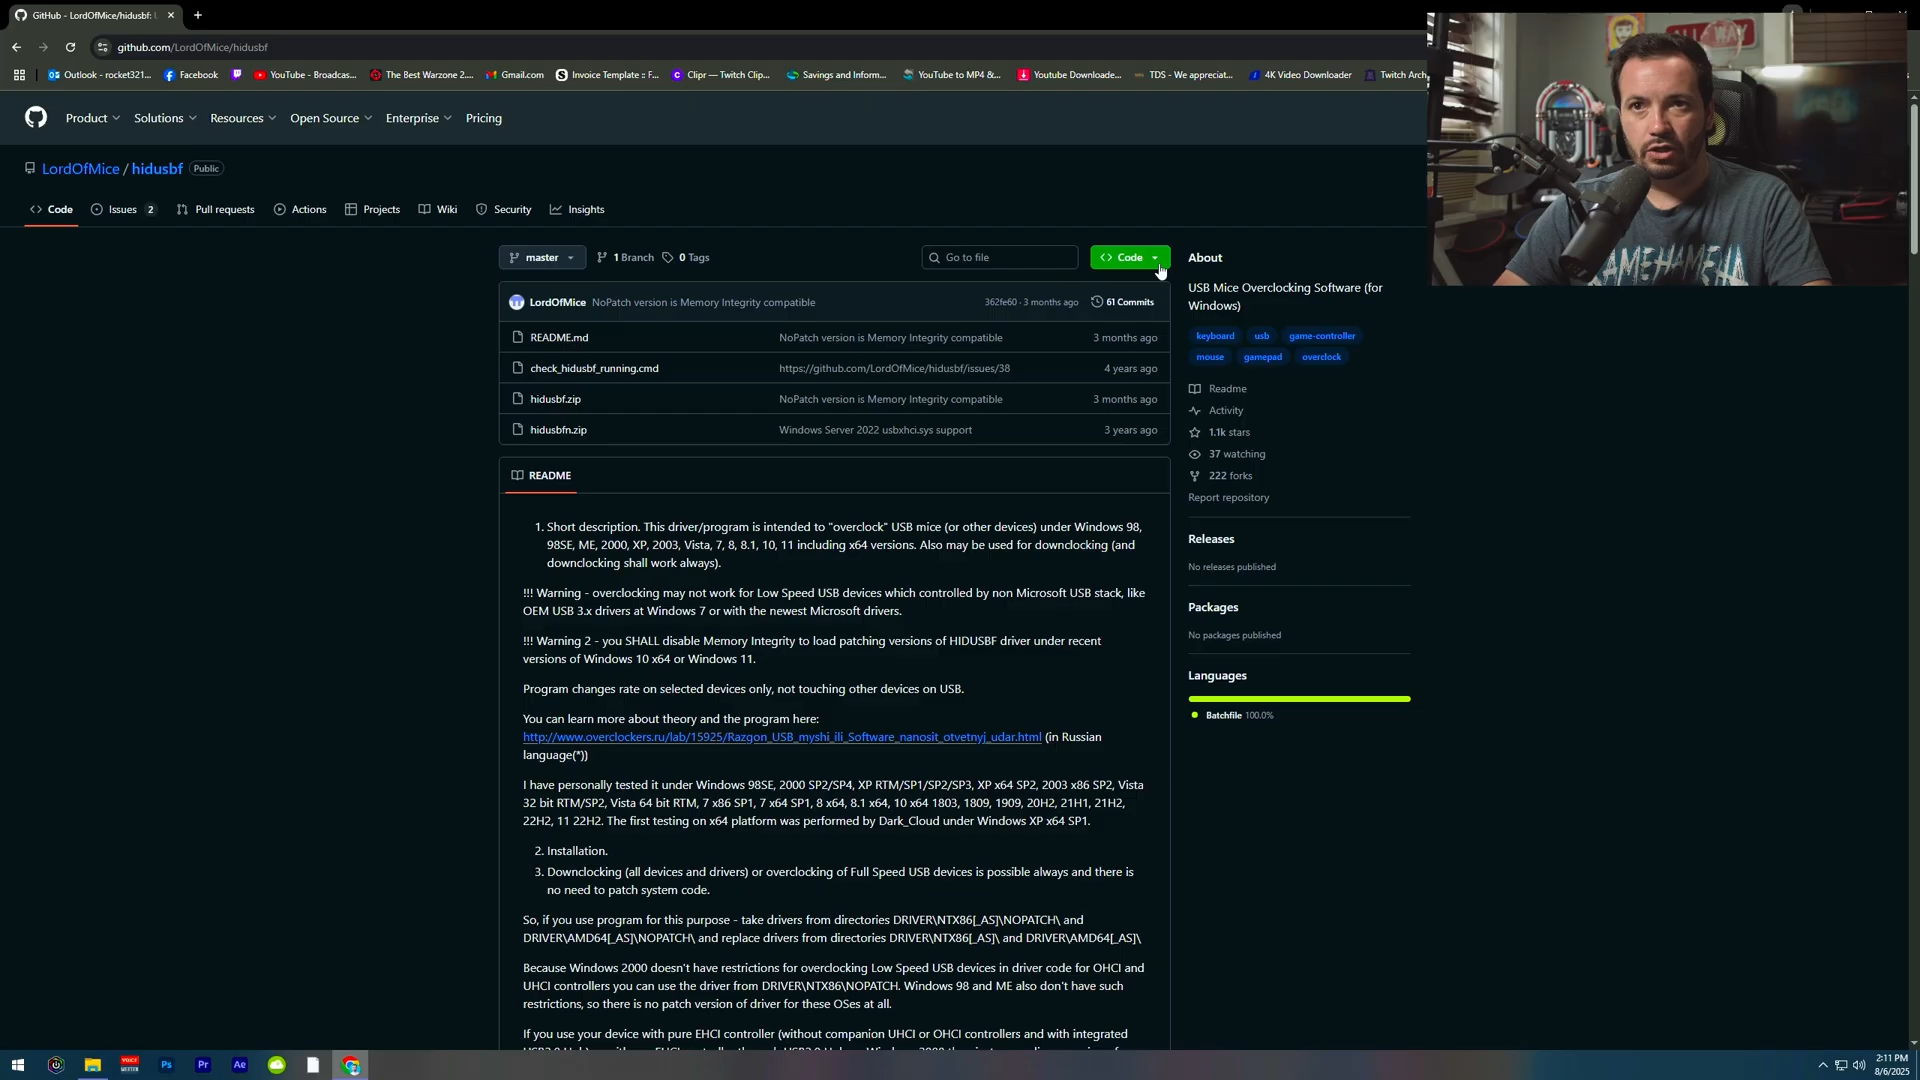 GitHub - LordOfMice/hidusbf: U
github.com/LordOfMice/hidusbf
Outlook - rocket321...
Facebook
YouTube - Broadcas...
The Best Warzone 2....
Gmail.com
Invoice Template :: F...
Clipr — Twitch Clip...
Savings and Inform...
YouTube to MP4 &...
Youtube Downloade...
TDS - We appreciat...
4K Video Downloader
Twitch Arch
Product
Solutions
Resources
Open Source
Enterprise
Pricing
LordOfMice / hidusbf
Public
Code
Issues 2
Pull requests
Actions
Projects
Wiki
Security
Insights
master
1 Branch
0 Tags
Go to file
Code
LordOfMice NoPatch version is Memory Integrity compatible
362fe60 · 3 months ago
61 Commits
README.md
NoPatch version is Memory Integrity compatible
3 months ago
check_hidusbf_running.cmd
https://github.com/LordOfMice/hidusbf/issues/38
4 years ago
hidusbf.zip
NoPatch version is Memory Integrity compatible
3 months ago
hidusbfn.zip
Windows Server 2022 usbxhci.sys support
3 years ago
README
1. Short description. This driver/program is intended to "overclock" USB mice (or other devices) under Windows 98,
98SE, ME, 2000, XP, 2003, Vista, 7, 8, 8.1, 10, 11 including x64 versions. Also may be used for downclocking (and
downclocking shall work always).
!!! Warning - overclocking may not work for Low Speed USB devices which controlled by non Microsoft USB stack, like
OEM USB 3.x drivers at Windows 7 or with the newest Microsoft drivers.
!!! Warning 2 - you SHALL disable Memory Integrity to load patching versions of HIDUSBF driver under recent
versions of Windows 10 x64 or Windows 11.
Program changes rate on selected devices only, not touching other devices on USB.
You can learn more about theory and the program here:
http://www.overclockers.ru/lab/15925/Razgon_USB_myshi_ili_Software_nanosit_otvetnyj_udar.html (in Russian
language(*))
I have personally tested it under Windows 98SE, 2000 SP2/SP4, XP RTM/SP1/SP2/SP3, XP x64 SP2, 2003 x86 SP2, Vista
32 bit RTM/SP2, Vista 64 bit RTM, 7 x86 SP1, 7 x64 SP1, 8 x64, 8.1 x64, 10 x64 1803, 1809, 1909, 20H2, 21H1, 21H2,
22H2, 11 22H2. The first testing on x64 platform was performed by Dark_Cloud under Windows XP x64 SP1.
2. Installation.
3. Downclocking (all devices and drivers) or overclocking of Full Speed USB devices is possible always and there is
no need to patch system code.
So, if you use program for this purpose - take drivers from directories DRIVER\NTX86[_AS]\NOPATCH\ and
DRIVER\AMD64[_AS]\NOPATCH\ and replace drivers from directories DRIVER\NTX86[_AS]\ and DRIVER\AMD64[_AS]\
Because Windows 2000 doesn't have restrictions for overclocking Low Speed USB devices in driver code for OHCI and
UHCI controllers you can use the driver from DRIVER\NTX86\NOPATCH. Windows 98 and ME also don't have such
restrictions, so there is no patch version of driver for these OSes at all.
If you use your device with pure EHCI controller (without companion UHCI or OHCI controllers and with integrated
About
USB Mice Overclocking Software (for
Windows)
keyboard
usb
game-controller
mouse
gamepad
overclock
Readme
Activity
1.1k stars
37 watching
222 forks
Report repository
Releases
No releases published
Packages
No packages published
Languages
Batchfile 100.0%
ALL WAY
KAMEHAMEHA
Ps
Pr
Ae
2:11 PM
8/6/2025